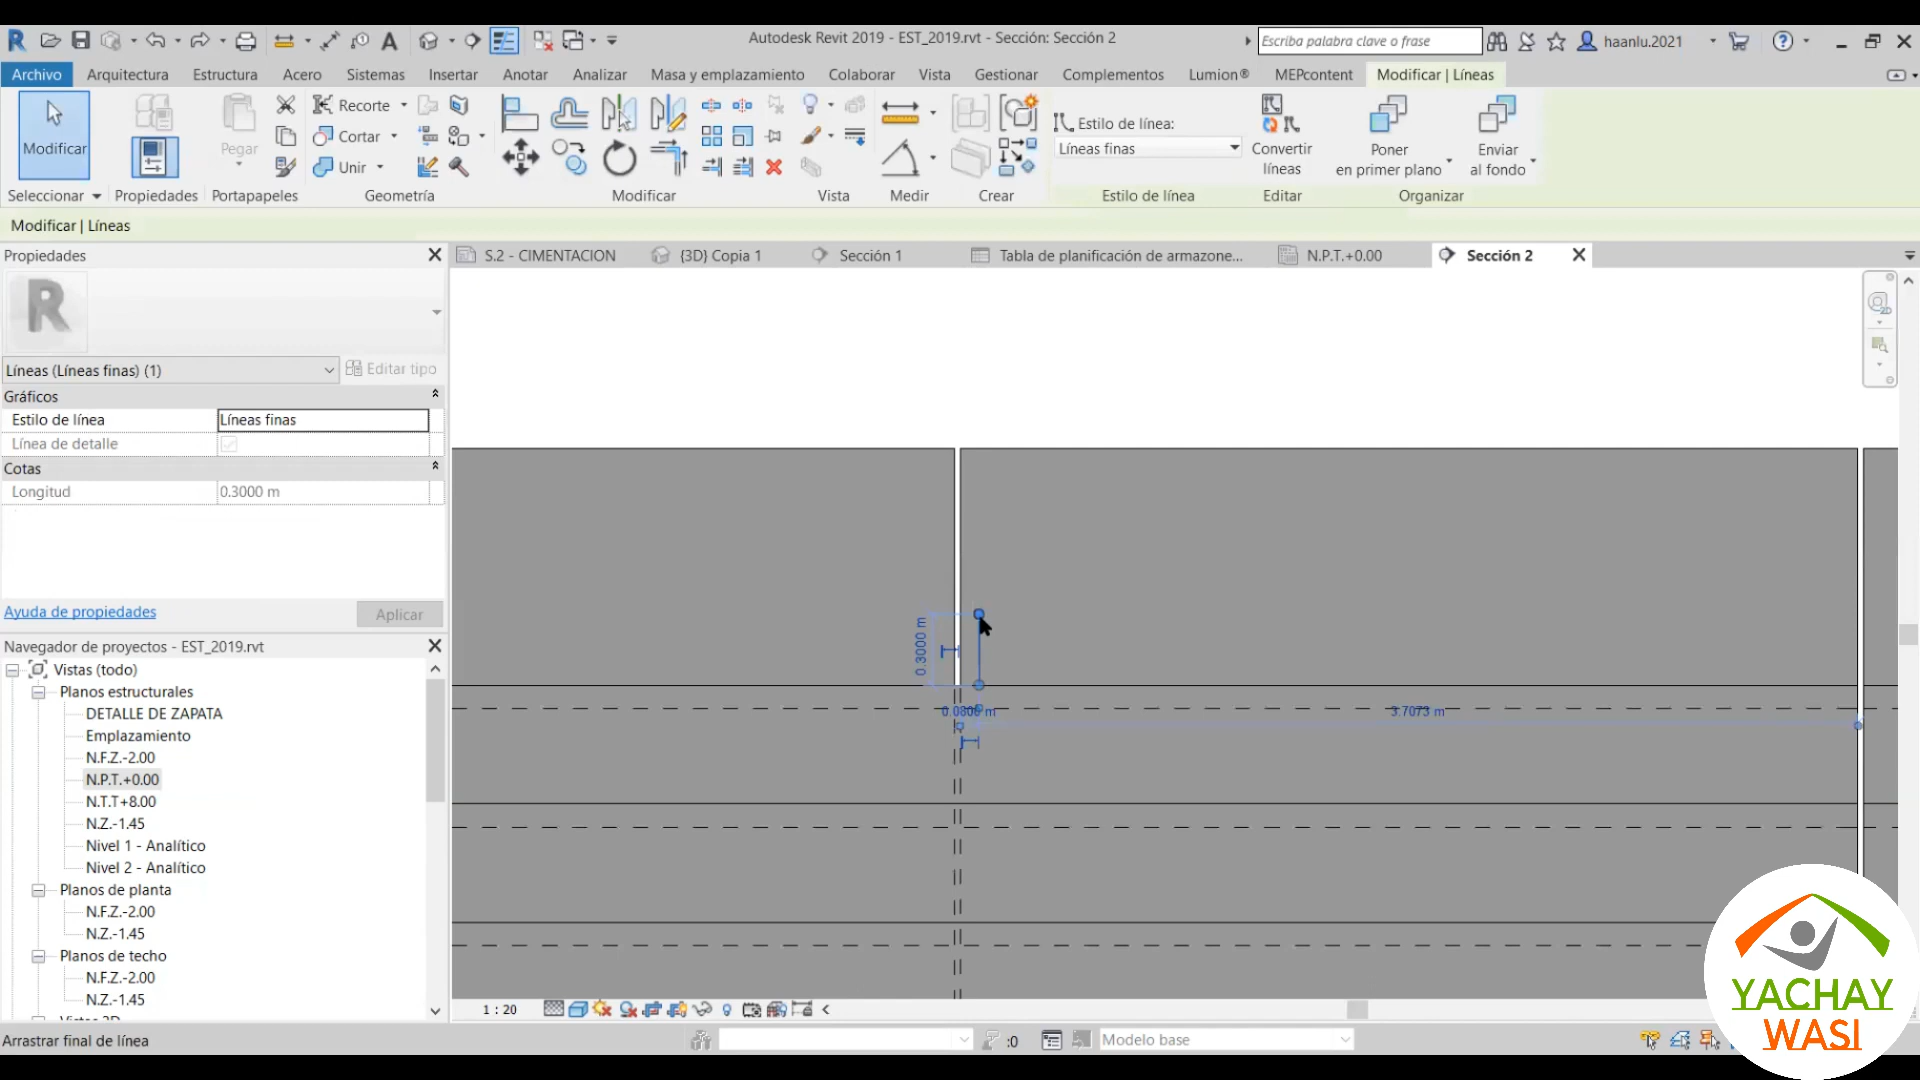 Autodesk Revit 2019 - EST_2019.rvt - Sección: Sección 2
Escriba palabra clave o frase
haanlu.2021
Archivo Arquitectura Estructura Acero Sistemas Insertar Anotar Analizar Masa y emplazamiento Colaborar Vista Gestionar Complementos Lumion® MEPcontent Modificar | Líneas
Modificar
Pegar
Recorte
Cortar
Unir
Estilo de línea:
Líneas finas
Convertir
líneas
Poner
en primer plano
Enviar
al fondo
Seleccionar Propiedades Portapapeles Geometría Modificar Vista Medir Crear Estilo de línea Editar Organizar
Modificar | Líneas
Propiedades
S.2 - CIMENTACION {3D} Copia 1 Sección 1 Tabla de planificación de armazone... N.P.T.+0.00 Sección 2
R
Líneas (Líneas finas) (1)
Editar tipo
Gráficos
Estilo de línea Líneas finas
Línea de detalle
Cotas
Longitud 0.3000 m
Ayuda de propiedades
Aplicar
Navegador de proyectos - EST_2019.rvt
Vistas (todo)
Planos estructurales
DETALLE DE ZAPATA
Emplazamiento
N.F.Z.-2.00
N.P.T.+0.00
N.T.T+8.00
N.Z.-1.45
Nivel 1 - Analítico
Nivel 2 - Analítico
Planos de planta
N.F.Z.-2.00
N.Z.-1.45
Planos de techo
N.F.Z.-2.00
N.Z.-1.45
0.3000 m
3.7073 m
1 : 20
Arrastrar final de línea
:0
Modelo base
YACHAY
WASI